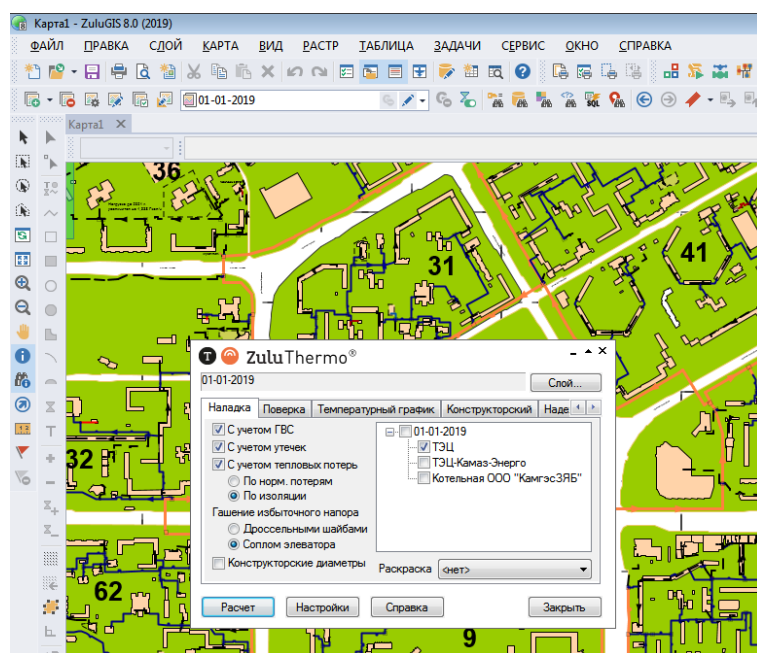 Карта1 - ZuluGIS 8.0 (2019)
ФАЙЛ ПРАВКА СЛОЙ КАРТА ВИД РАСТР ТАБЛИЦА ЗАДАЧИ СЕРВИС ОКНО СПРАВКА
01-01-2019
Карта1
36
31
41
ZuluThermo®
01-01-2019
Слой...
Наладка Поверка Температурный график Конструкторский Наде
С учетом ГВС
01-01-2019
С учетом утечек
ТЭЦ
С учетом тепловых потерь
ТЭЦ-Камаз-Энерго
По норм. потерям
Котельная ООО "КамгэсЗЯБ"
По изоляции
Гашение избыточного напора
Дроссельными шайбами
Соплом элеватора
Конструкторские диаметры
Раскраска <нет>
Расчет Настройки Справка Закрыть
32
62
9